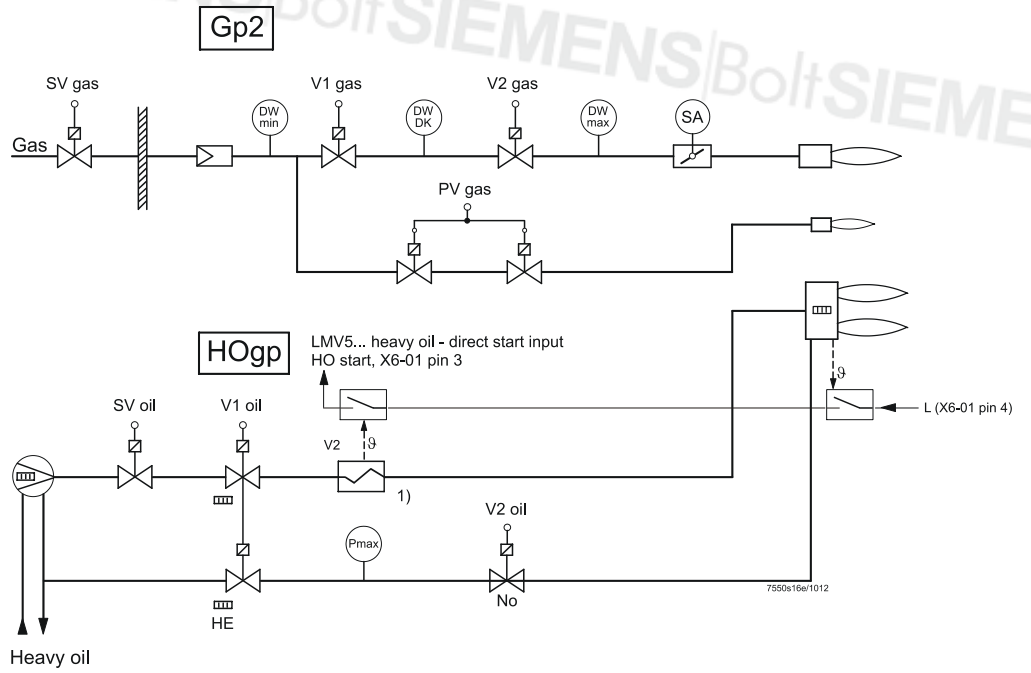 SIEMENS|BoltSIEMENS|BoltSIEME
Gp2
SV gas
V1 gas
V2 gas
DW
min
DW
DK
DW
max
SA
Gas
PV gas
HOgp
LMV5... heavy oil - direct start input
HO start, X6-01 pin 3
ϑ
L (X6-01 pin 4)
SV oil
V1 oil
V2
ϑ
1)
V2 oil
Pmax
No
7550s16e/1012
HE
Heavy oil